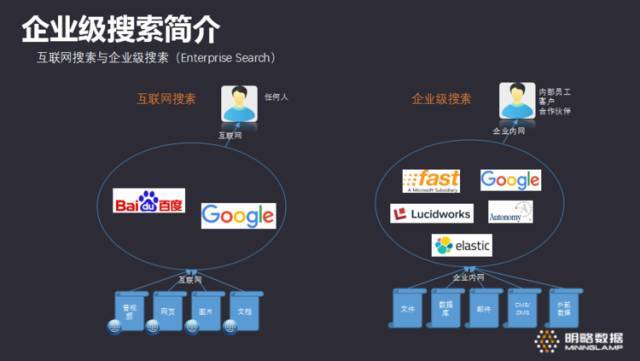 企业级搜索简介
互联网搜索与企业级搜索（Enterprise Search）
互联网搜索
任何人
互联网
Bai du 百度
Google
互联网
音视
频
网页
图片
文档
企业级搜索
内部员工
客户
合作伙伴
企业内网
fast
A Microsoft Subsidiary
Google
Lucidworks
Autonomy
elastic
企业内网
文件
数据
库
邮件
CMS/
DMS
外部
数据
明略数据
MININGLAMP